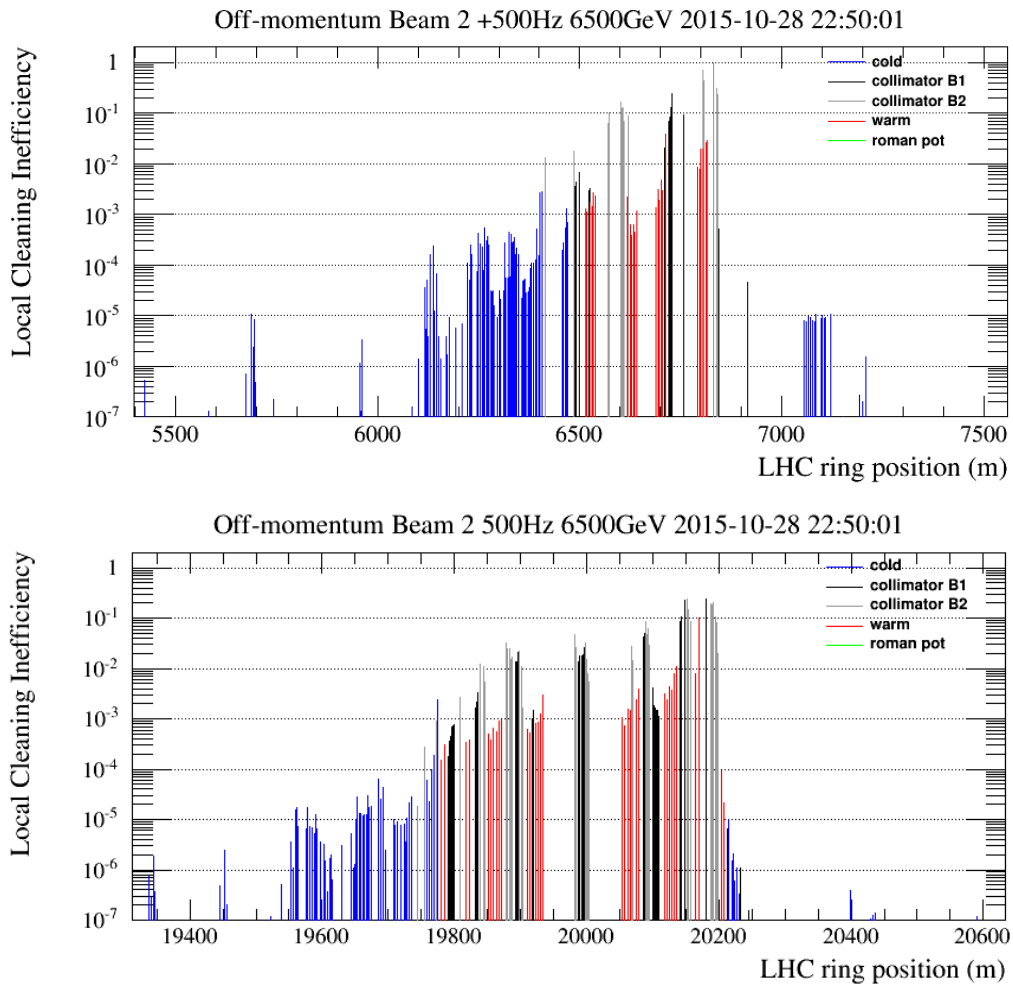 Off-momentum Beam 2 +500Hz 6500GeV 2015-10-28 22:50:01
Local Cleaning Inefficiency
1
10-1
10-2
10-3
10-4
10-5
10-6
10-7
cold
collimator B1
collimator B2
warm
roman pot
5500 6000 6500 7000 7500
LHC ring position (m)
Off-momentum Beam 2 500Hz 6500GeV 2015-10-28 22:50:01
Local Cleaning Inefficiency
1
10-1
10-2
10-3
10-4
10-5
10-6
10-7
cold
collimator B1
collimator B2
warm
roman pot
19400 19600 19800 20000 20200 20400 20600
LHC ring position (m)